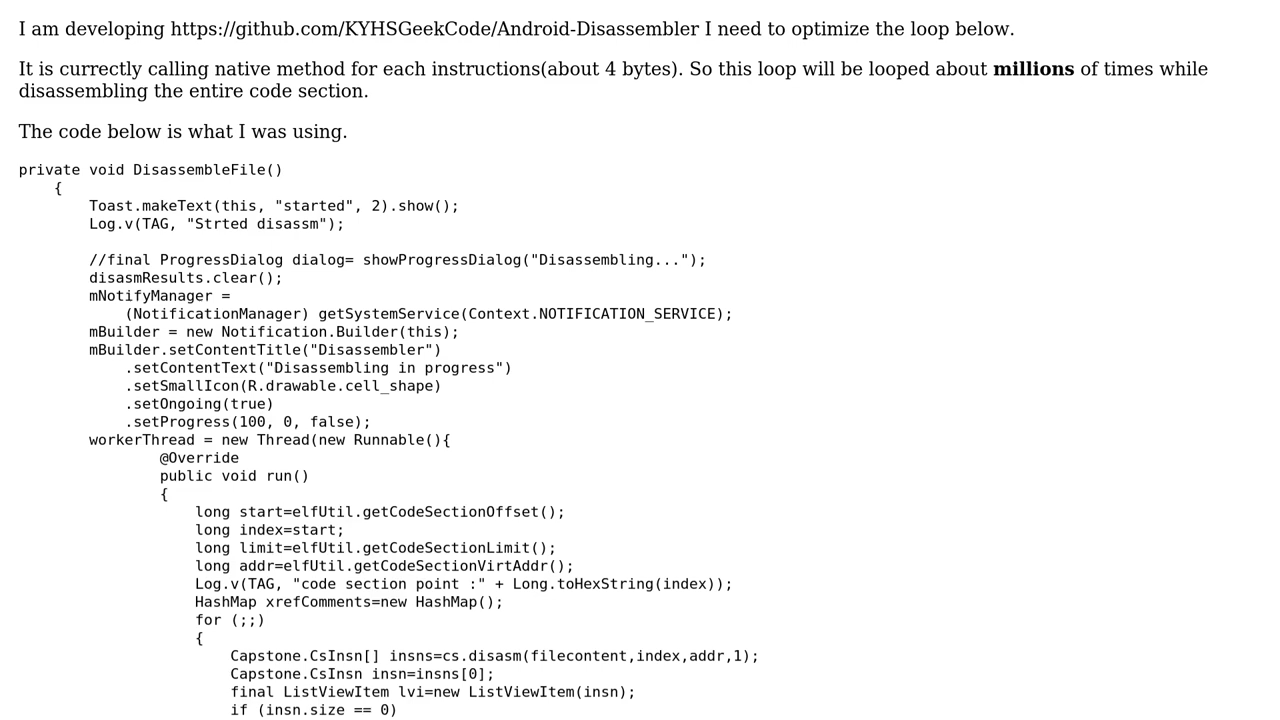 I am developing https://github.com/KYHSGeekCode/Android-Disassembler I need to optimize the loop below.
It is currently calling native method for each instructions(about 4 bytes). So this loop will be looped about millions of times while
disassembling the entire code section.
The code below is what I was using.
private void DisassembleFile()
    {
        Toast.makeText(this, "started", 2).show();
        Log.v(TAG, "Strted disassm");

        //final ProgressDialog dialog= showProgressDialog("Disassembling...");
        disasmResults.clear();
        mNotifyManager =
            (NotificationManager) getSystemService(Context.NOTIFICATION_SERVICE);
        mBuilder = new Notification.Builder(this);
        mBuilder.setContentTitle("Disassembler")
            .setContentText("Disassembling in progress")
            .setSmallIcon(R.drawable.cell_shape)
            .setOngoing(true)
            .setProgress(100, 0, false);
        workerThread = new Thread(new Runnable(){
                @Override
                public void run()
                {
                    long start=elfUtil.getCodeSectionOffset();
                    long index=start;
                    long limit=elfUtil.getCodeSectionLimit();
                    long addr=elfUtil.getCodeSectionVirtAddr();
                    Log.v(TAG, "code section point :" + Long.toHexString(index));
                    HashMap xrefComments=new HashMap();
                    for (;;)
                    {
                        Capstone.CsInsn[] insns=cs.disasm(filecontent,index,addr,1);
                        Capstone.CsInsn insn=insns[0];
                        final ListViewItem lvi=new ListViewItem(insn);
                        if (insn.size == 0)